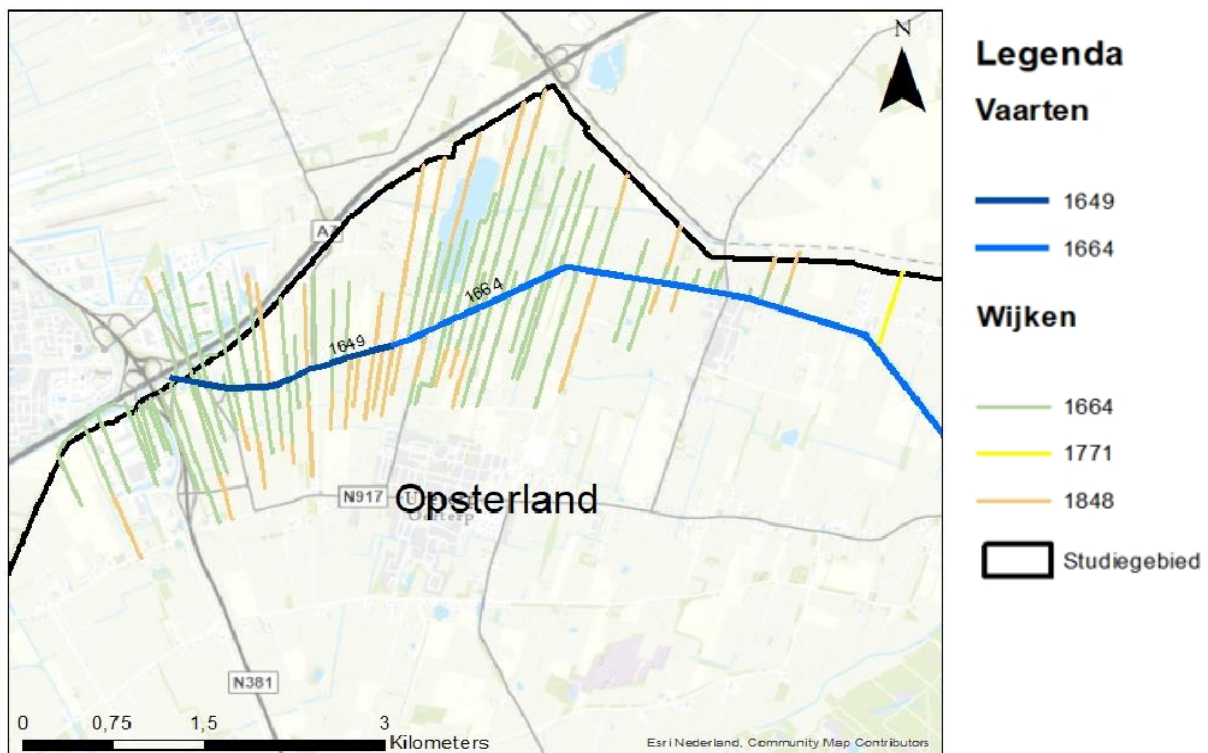 N
A7
1664
1649
N917
Opsterland
N381
0 0,75 1,5 3
Kilometers
Esri Nederland, Community Map Contributors
Legenda
Vaarten
1649
1664
Wijken
1664
1771
1848
Studiegebied